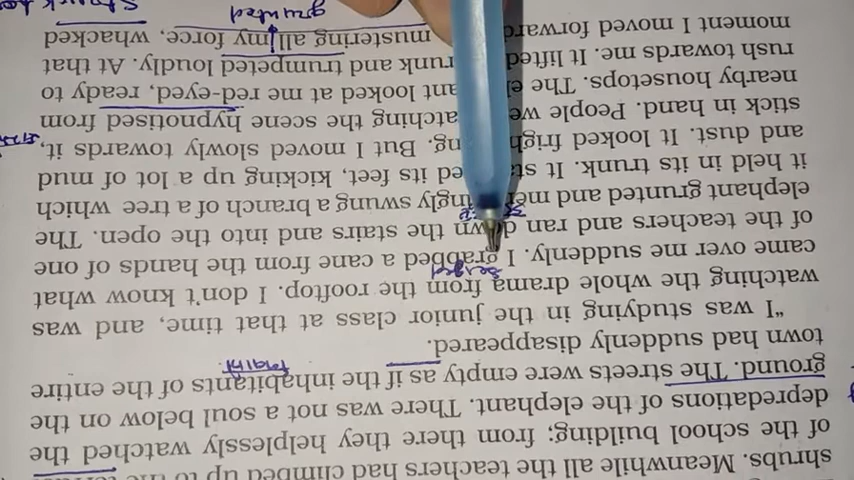 shrubs. Meanwhile all the teachers had climbed up to the
of the school building; from there they helplessly watched the
depredations of the elephant. There was not a soul below on the
ground. The streets were empty as if the inhabitants of the entire
town had suddenly disappeared.
"I was studying in the junior class at that time, and was
watching the whole drama from the rooftop. I don't know what
seized
came over me suddenly. I grabbed a cane from the hands of one
of the teachers and ran down the stairs and into the open. The
elephant grunted and swung a branch of a tree which
it held in its trunk. It its feet, kicking up a lot of mud
and dust. It looked But I moved slowly towards it,
stick in hand. People watching the scene hypnotised from
nearby housetops. The looked at me red-eyed, ready to
rush towards me. It lifted trunk and trumpeted loudly. At that
moment I moved forward mustering all my force, whacked
grunted